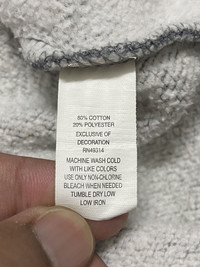 80% COTTON
20% POLYESTER
EXCLUSIVE OF
DECORATION
RN49314
MACHINE WASH COLD
WITH LIKE COLORS
USE ONLY NON-CHLORINE
BLEACH WHEN NEEDED
TUMBLE DRY LOW
LOW IRON